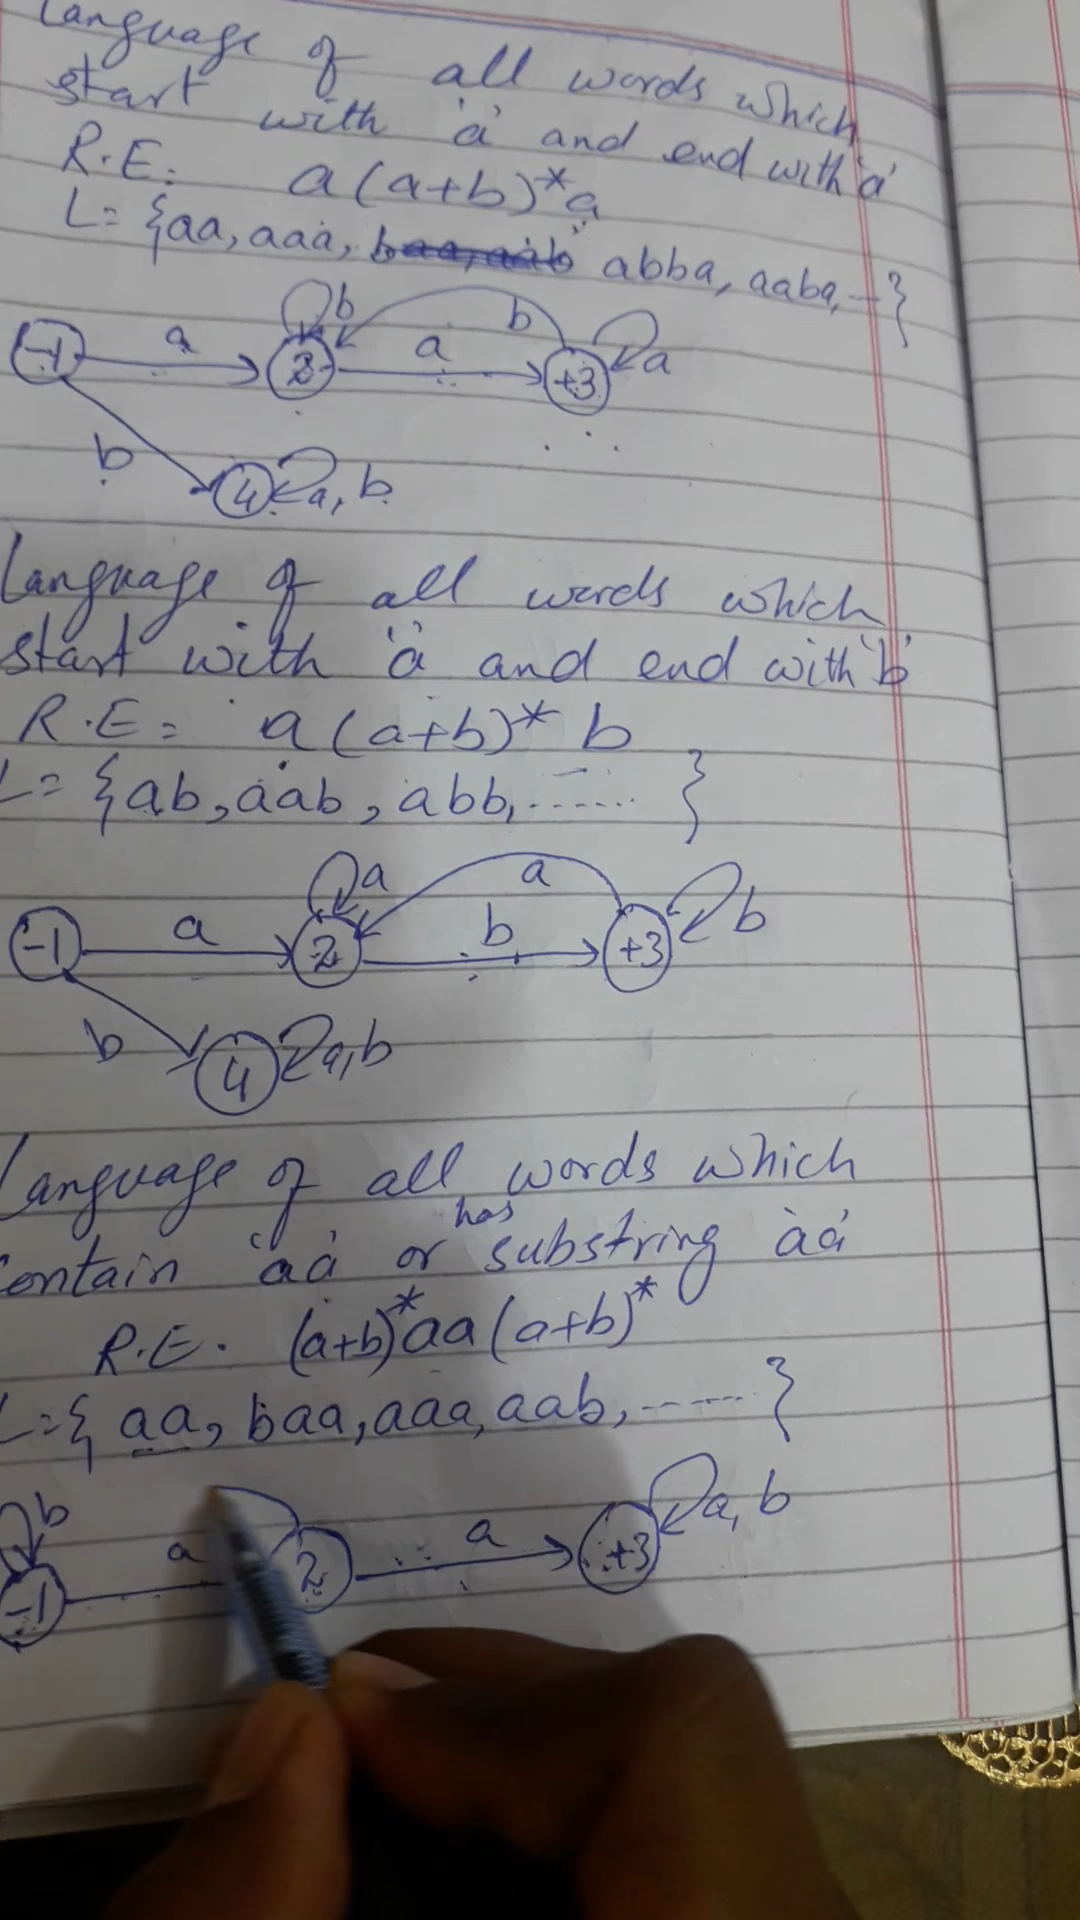 Language of all words which
start with 'a' and end with 'a'
R.E: a(a+b)*a
L= {aa, aaa, abba, aaba, ---}
b b
-1 a 2 a +3 a
b
4 a, b
Language of all words which
start with 'a' and end with 'b'
R.E= a(a+b)* b
L= {ab, aab, abb, ...... }
a a
-1 a 2 b +3 b
b
4 a, b
Language of all words which
has
contain 'aa' or substring 'aa'
R.E. (a+b)*aa(a+b)*
L={ aa, baa, aaa, aab, ...... }
b a, b
-1 a 2 a +3